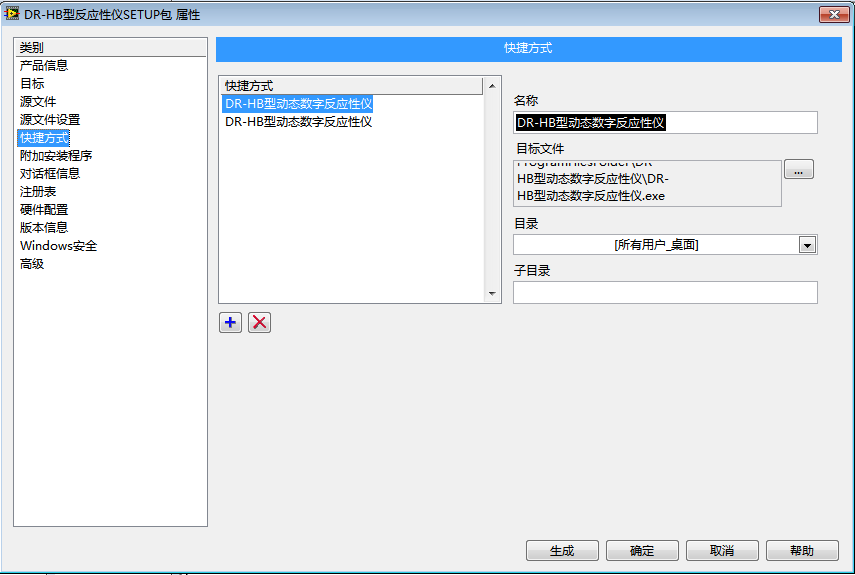 DR-HB型反应性仪SETUP包 属性
类别
产品信息
目标
源文件
源文件设置
快捷方式
附加安装程序
对话框信息
注册表
硬件配置
版本信息
Windows安全
高级
快捷方式
快捷方式
DR-HB型动态数字反应性仪
DR-HB型动态数字反应性仪
名称
DR-HB型动态数字反应性仪
目标文件
ProgramFilesFolder\DR-
HB型动态数字反应性仪\DR-
HB型动态数字反应性仪.exe
...
目录
[所有用户_桌面]
子目录
生成
确定
取消
帮助